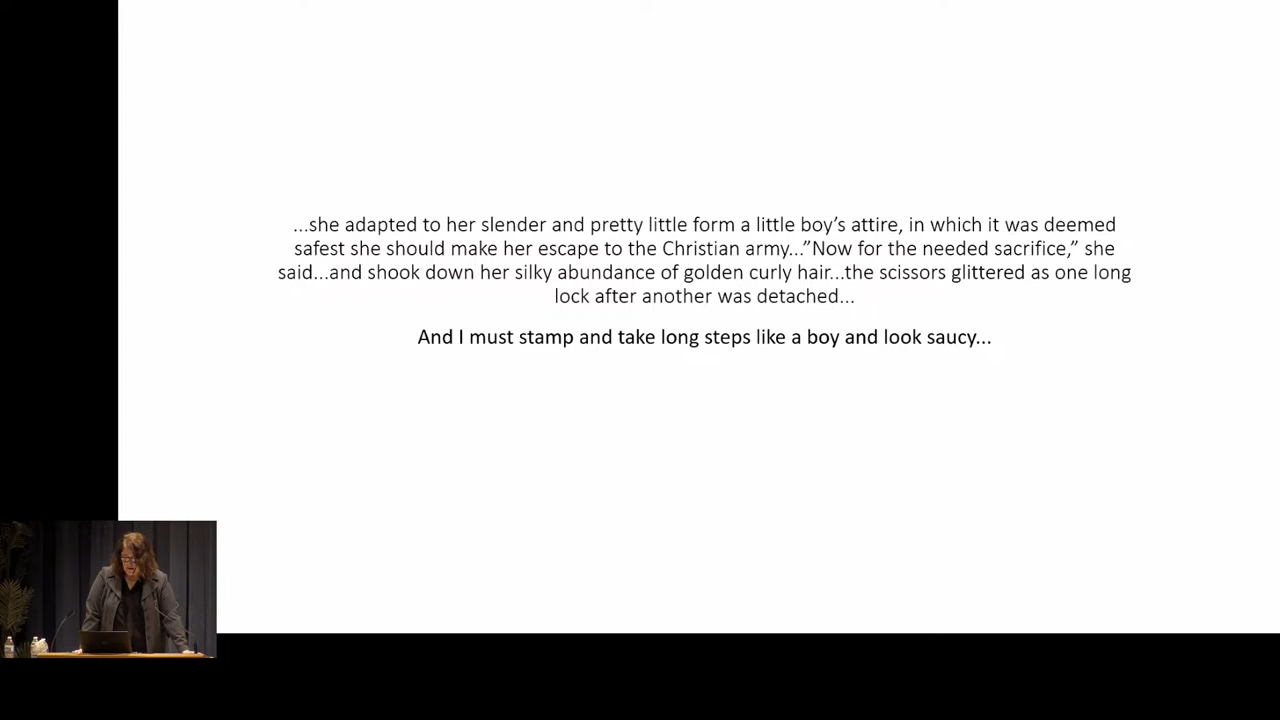 ...she adapted to her slender and pretty little form a little boy’s attire, in which it was deemed
safest she should make her escape to the Christian army...”Now for the needed sacrifice,” she
said...and shook down her silky abundance of golden curly hair...the scissors glittered as one long
lock after another was detached...
And I must stamp and take long steps like a boy and look saucy...